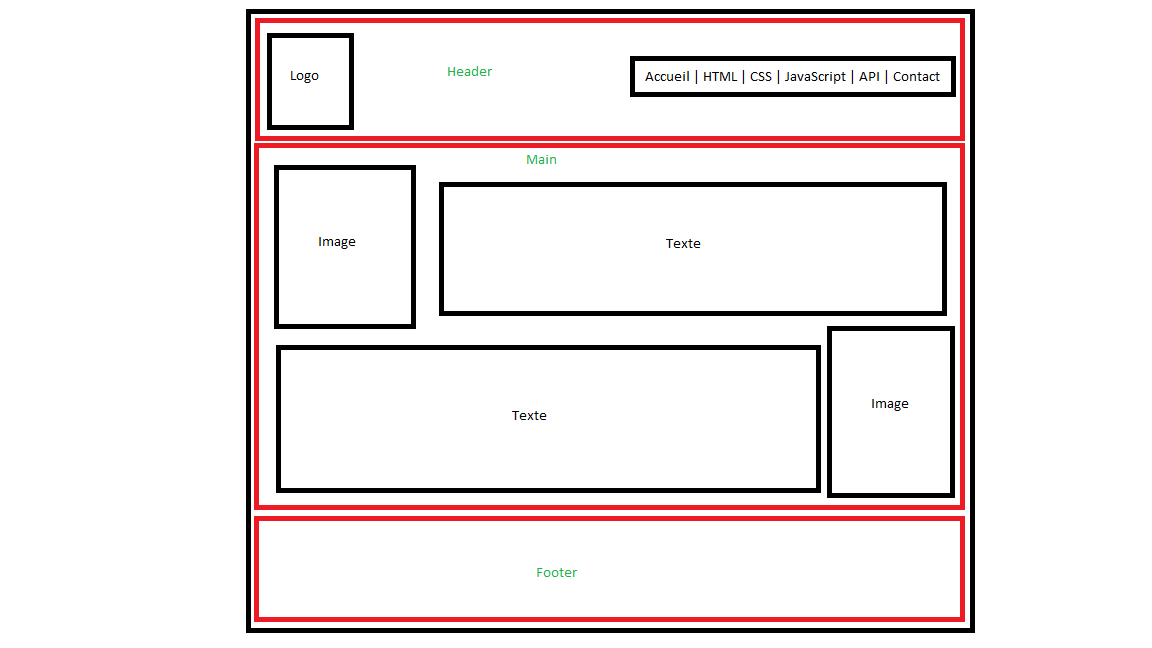 Logo
Header
Accueil | HTML | CSS | JavaScript | API | Contact
Main
Image
Texte
Texte
Image
Footer